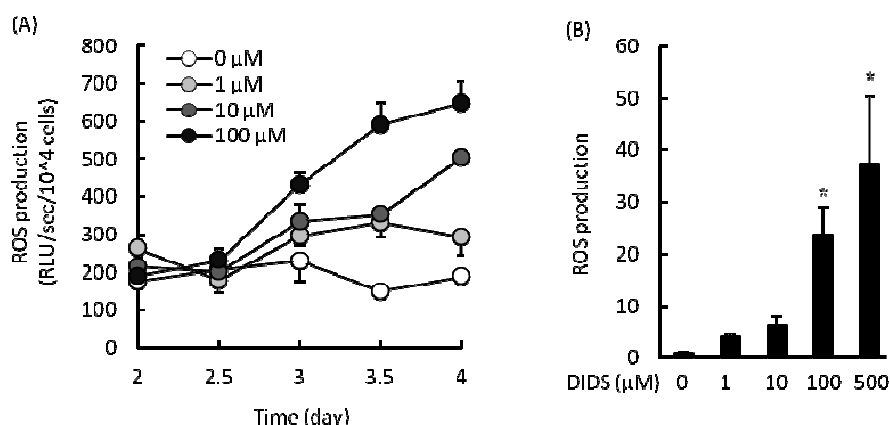 (A)
ROS production
(RLU/sec/10^4 cells)
800
700
600
500
400
300
200
100
0
0 μM
1 μM
10 μM
100 μM
2 2.5 3 3.5 4
Time (day)
(B)
ROS production
60
50
40
30
20
10
0
*
*
DIDS (μM) 0 1 10 100 500